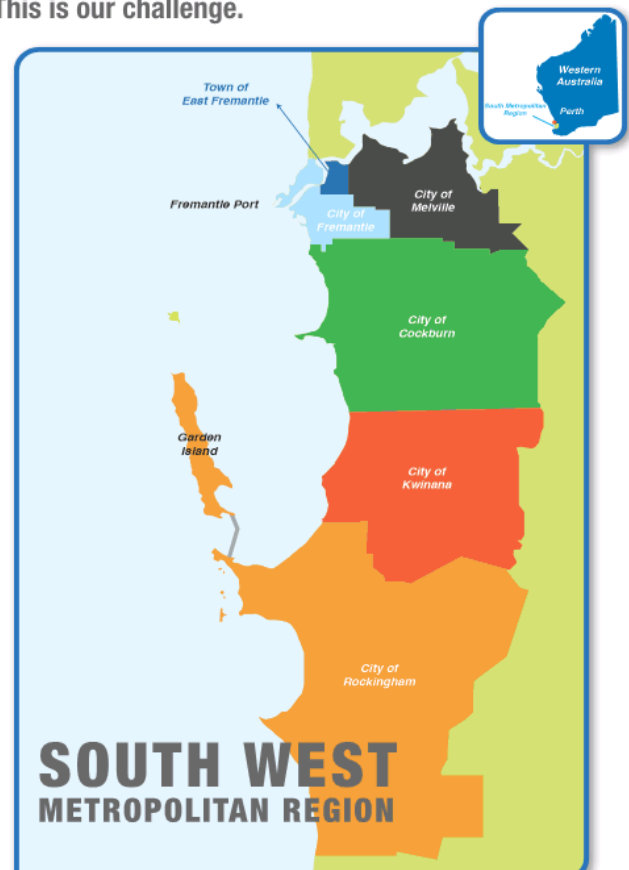 This is our challenge.
Western
Australia
South Metropolitan
Region
Perth
Town of
East Fremantle
Fremantle Port
City of
Melville
City of
Fremantle
City of
Cockburn
Garden
Island
City of
Kwinana
City of
Rockingham
SOUTH WEST
METROPOLITAN REGION